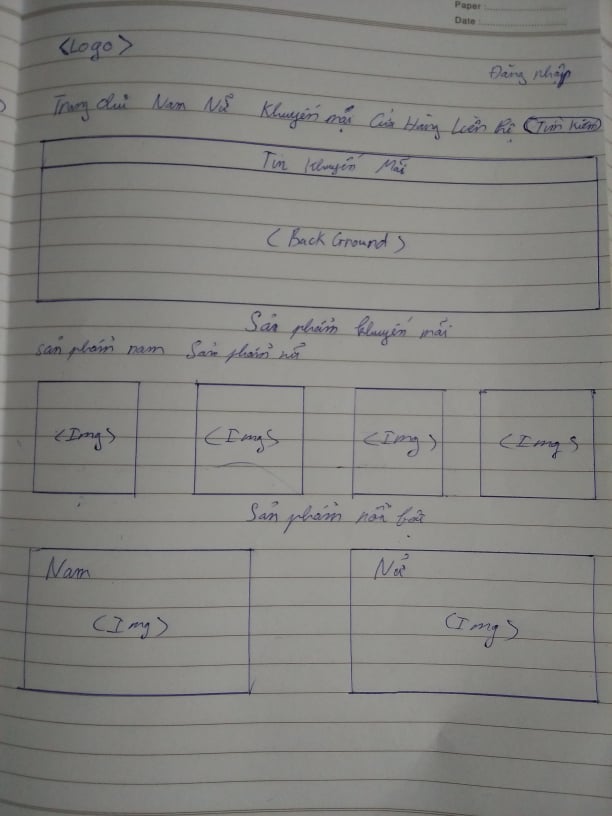 Paper :
Date :
<Logo>
Đăng nhập
Trang chủ Nam Nữ Khuyến mại Cửa Hàng Liên hệ Tìm kiếm
Tin Khuyến Mãi
(Back Ground)
Sản phẩm khuyến mãi
sản phẩm nam Sản phẩm nữ
<Img> <Img> <Img> <Img>
Sản phẩm nổi bật
Nam Nữ
<Img> <Img>